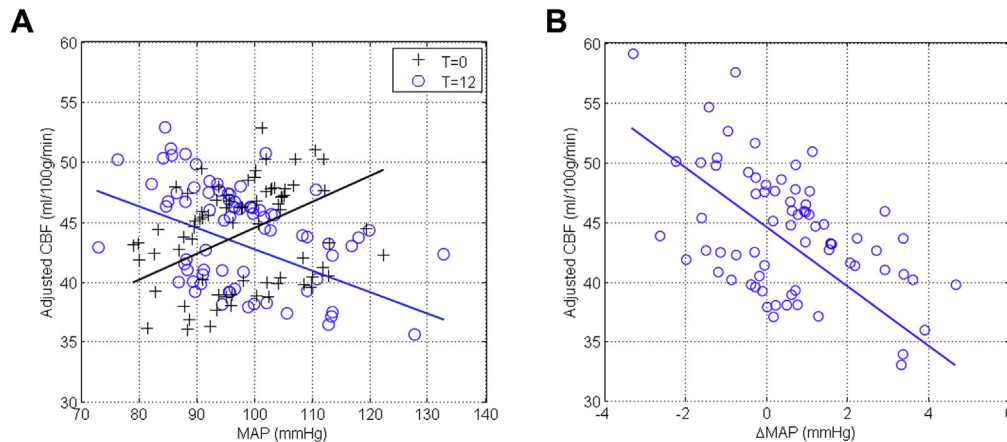 A
60
55
50
45
40
35
30
Adjusted CBF (ml/100g/min)
70 80 90 100 110 120 130 140
MAP (mmHg)
T=0
T=12
B
60
55
50
45
40
35
30
Adjusted CBF (ml/100g/min)
-4 -2 0 2 4
ΔMAP (mmHg)